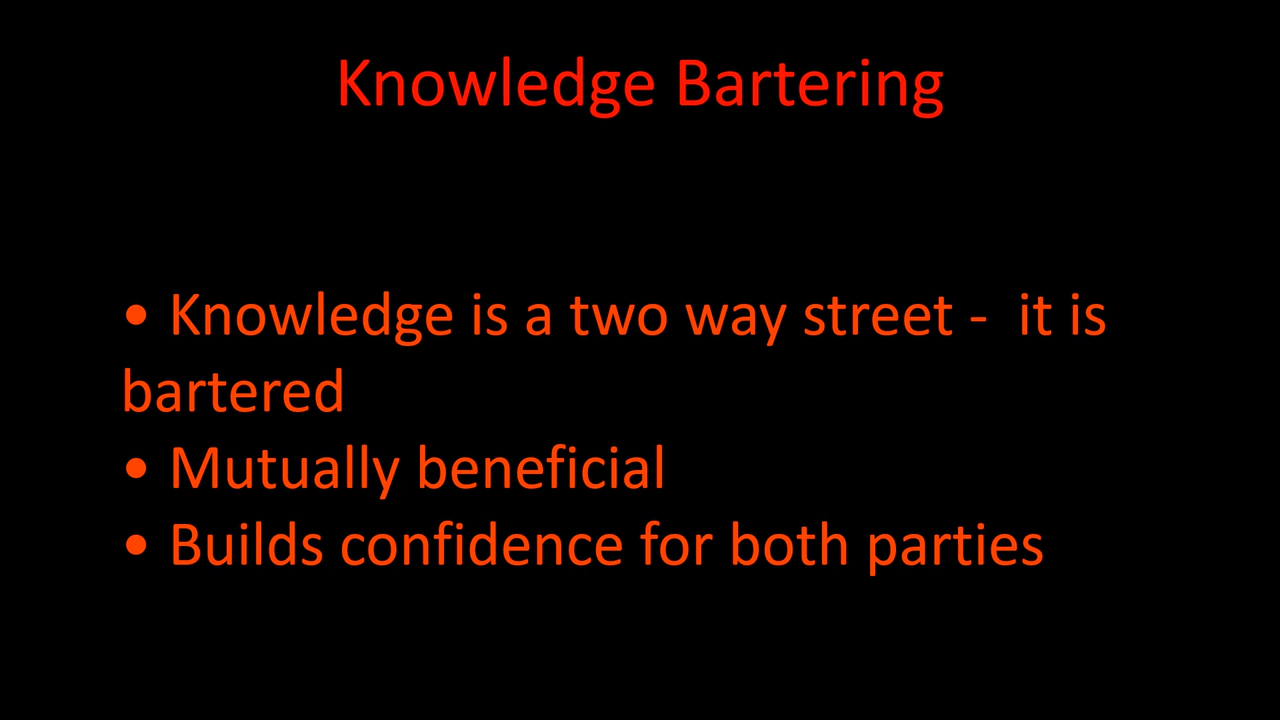 Knowledge Bartering
• Knowledge is a two way street -  it is
bartered
• Mutually beneficial
• Builds confidence for both parties